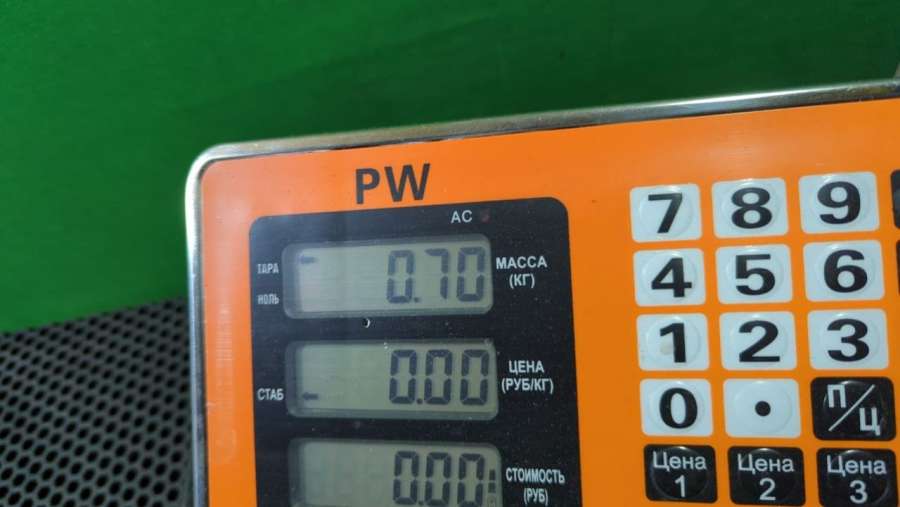 PW
AC
ТАРА
НОЛЬ
0.70
МАССА
(КГ)
СТАБ
0.00
ЦЕНА
(РУБ/КГ)
0.00
СТОИМОСТЬ
(РУБ)
7 8 9
4 5 6
1 2 3
0 . П/Ц
Цена 1
Цена 2
Цена 3